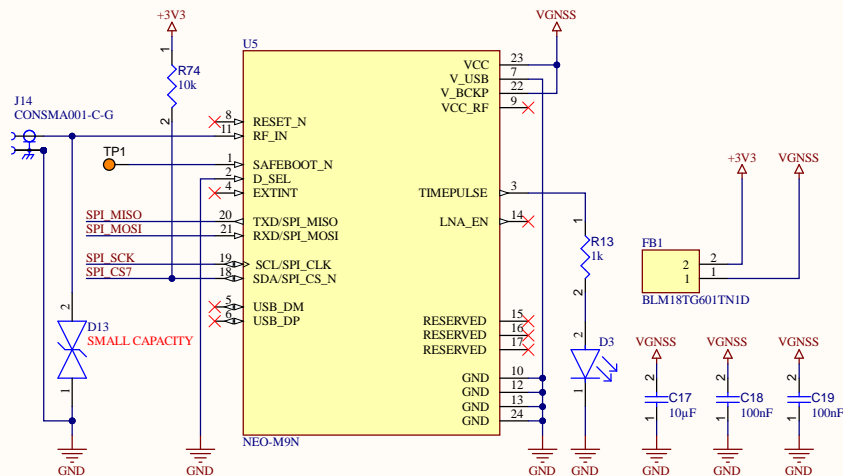 +3V3
VGNSS
U5
1
R74
10k
2
J14
CONSMA001-C-G
TP1
8 RESET_N
11 RF_IN
1 SAFEBOOT_N
2 D_SEL
4 EXTINT
SPI_MISO 20 TXD/SPI_MISO
SPI_MOSI 21 RXD/SPI_MOSI
SPI_SCK 19 SCL/SPI_CLK
SPI_CS7 18 SDA/SPI_CS_N
5 USB_DM
6 USB_DP
VCC 23
V_USB 7
V_BCKP 22
VCC_RF 9
TIMEPULSE 3
LNA_EN 14
RESERVED 15
RESERVED 16
RESERVED 17
GND 10
GND 12
GND 13
GND 24
NEO-M9N
2
D13
SMALL CAPACITY
1
1
R13
1k
2
2
D3
1
+3V3
VGNSS
FB1
2 2
1 1
BLM18TG601TN1D
VGNSS
VGNSS
VGNSS
2
C17
10µF
1
2
C18
100nF
1
2
C19
100nF
1
GND
GND
GND
GND
GND
GND
GND